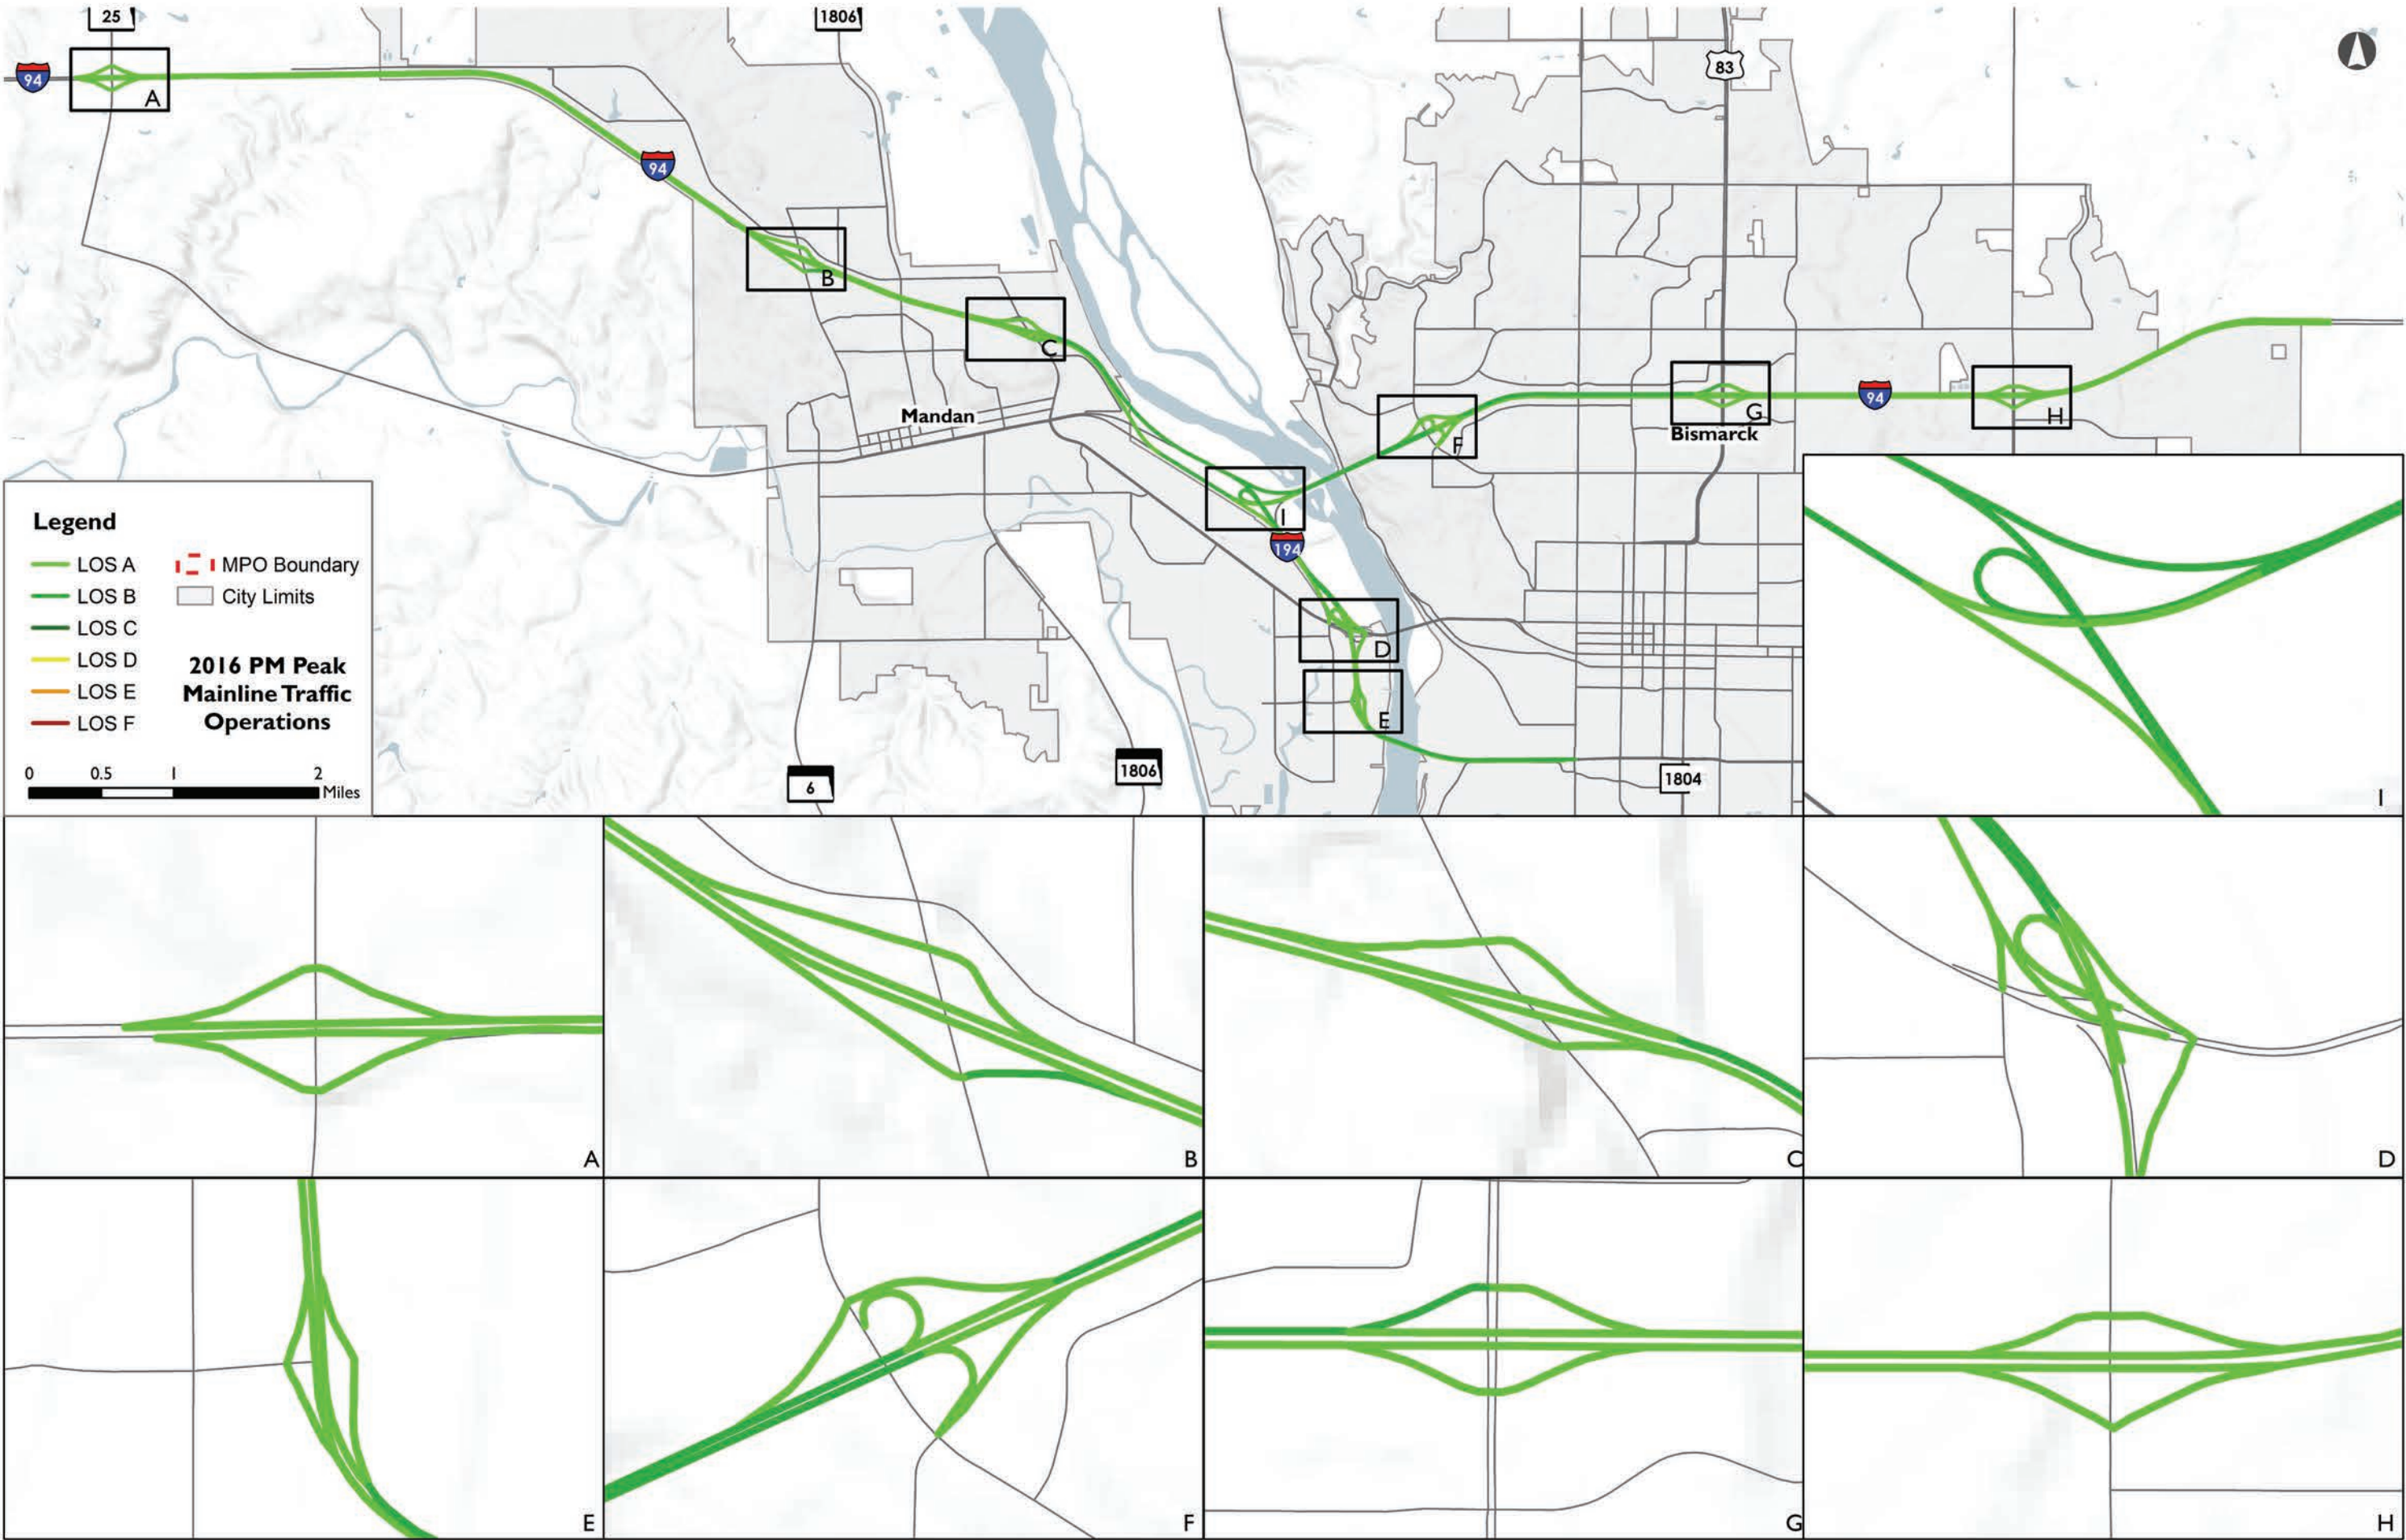 25
1806
83
94
A
94
B
C
Mandan
94
G
H
F
Bismarck
I
194
D
E
1806
6
1804
Legend
LOS A
LOS B
LOS C
LOS D
LOS E
LOS F
MPO Boundary
City Limits
2016 PM Peak
Mainline Traffic
Operations
0 0.5 1 2
Miles
I
A
B
C
D
E
F
G
H